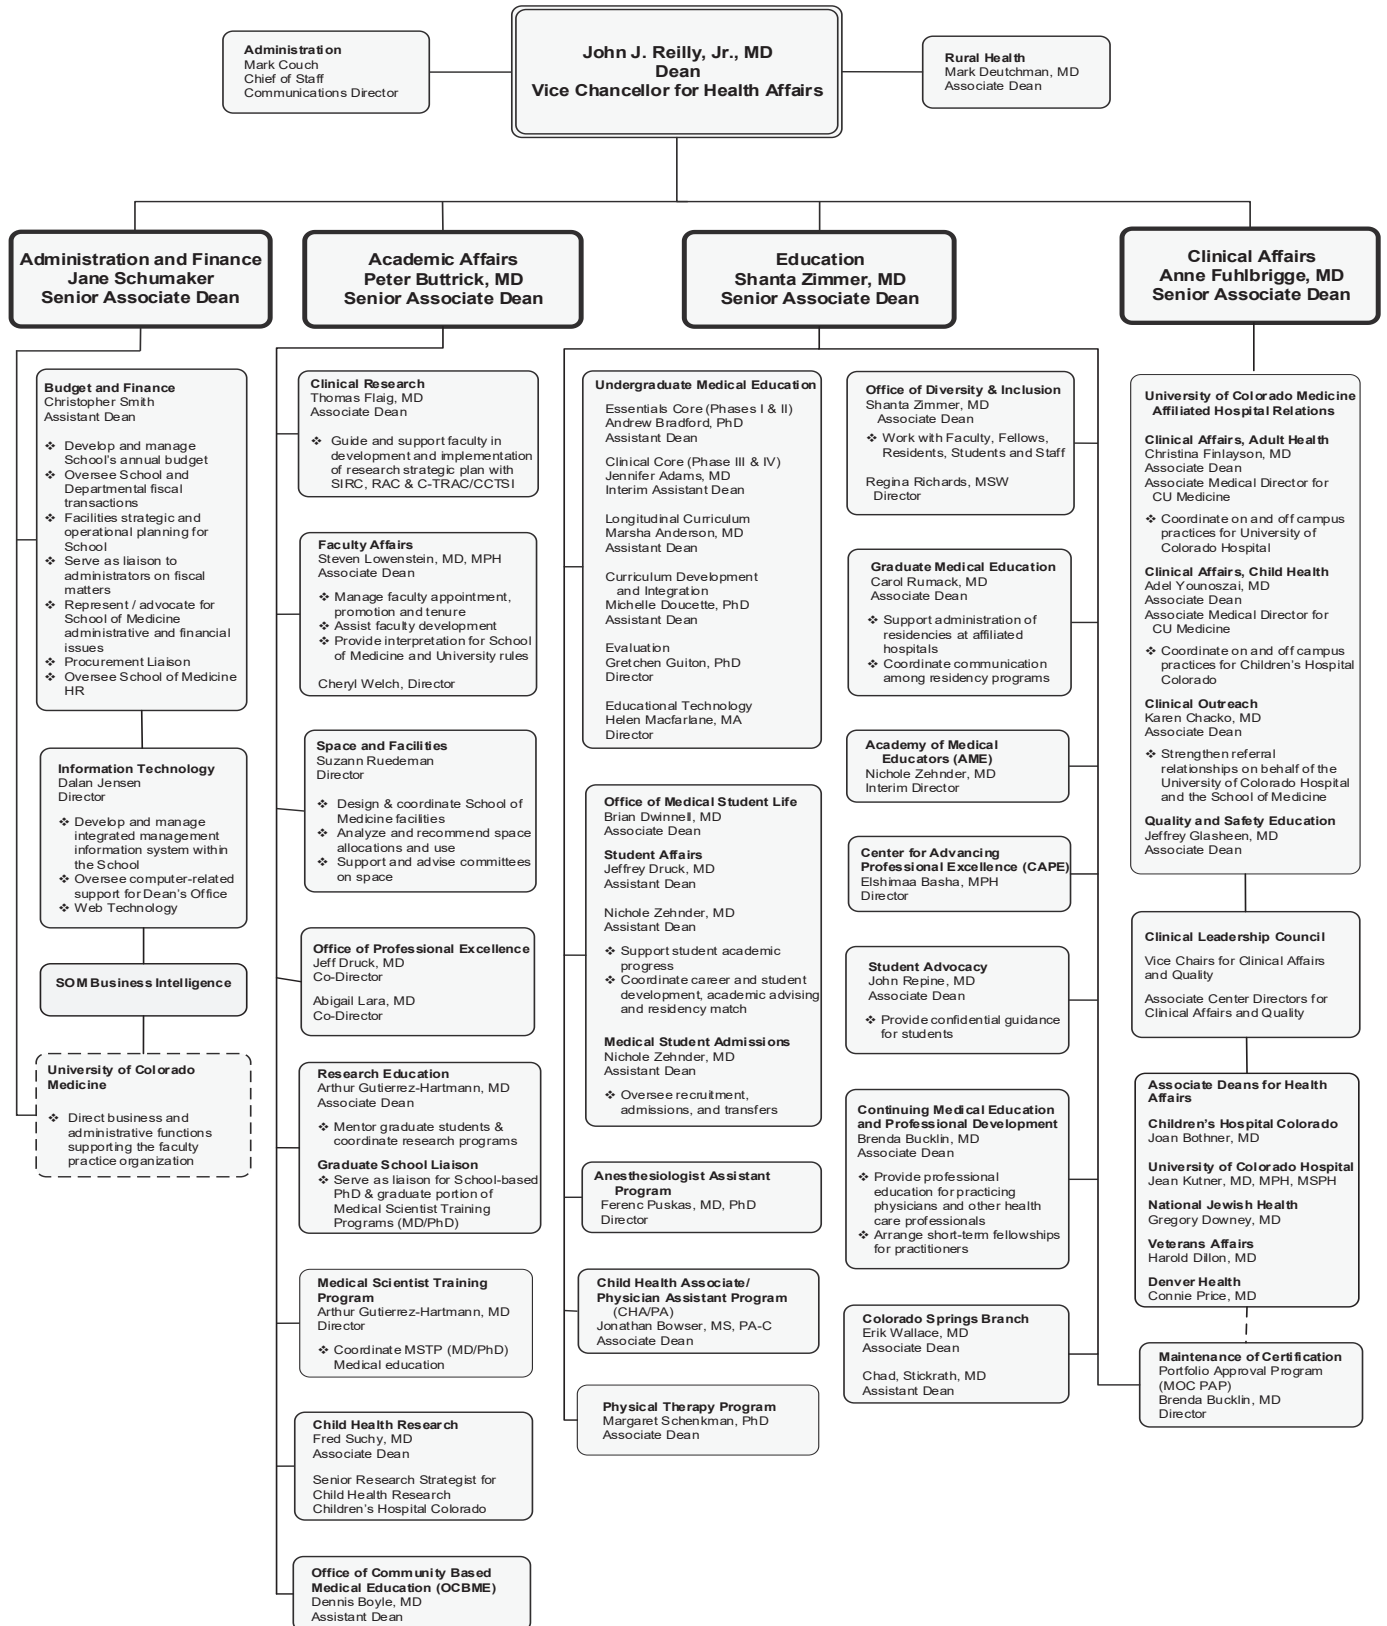 Administration
Mark Couch
Chief of Staff
Communications Director
John J. Reilly, Jr., MD
Dean
Vice Chancellor for Health Affairs
Rural Health
Mark Deutchman, MD
Associate Dean
Administration and Finance
Jane Schumaker
Senior Associate Dean
Academic Affairs
Peter Buttrick, MD
Senior Associate Dean
Education
Shanta Zimmer, MD
Senior Associate Dean
Clinical Affairs
Anne Fuhlbrigge, MD
Senior Associate Dean
Budget and Finance
Christopher Smith
Assistant Dean
❖ Develop and manage
School's annual budget
❖ Oversee School and
Departmental fiscal
transactions
❖ Facilities strategic and
operational planning for
School
❖ Serve as liaison to
administrators on fiscal
matters
❖ Represent / advocate for
School of Medicine
administrative and financial
issues
❖ Procurement Liaison
❖ Oversee School of Medicine
HR
Information Technology
Dalan Jensen
Director
❖ Develop and manage
integrated management
information system within
the School
❖ Oversee computer-related
support for Dean's Office
❖ Web Technology
SOM Business Intelligence
University of Colorado
Medicine
❖ Direct business and
administrative functions
supporting the faculty
practice organization
Clinical Research
Thomas Flaig, MD
Associate Dean
❖ Guide and support faculty in
development and implementation
of research strategic plan with
SIRC, RAC & C-TRAC/CCTSI
Faculty Affairs
Steven Lowenstein, MD, MPH
Associate Dean
❖ Manage faculty appointment,
promotion and tenure
❖ Assist faculty development
❖ Provide interpretation for School
of Medicine and University rules
Cheryl Welch, Director
Space and Facilities
Suzann Ruedeman
Director
❖ Design & coordinate School of
Medicine facilities
❖ Analyze and recommend space
allocations and use
❖ Support and advise committees
on space
Office of Professional Excellence
Jeff Druck, MD
Co-Director
Abigail Lara, MD
Co-Director
Research Education
Arthur Gutierrez-Hartmann, MD
Associate Dean
❖ Mentor graduate students &
coordinate research programs
Graduate School Liaison
❖ Serve as liaison for School-based
PhD & graduate portion of
Medical Scientist Training
Programs (MD/PhD)
Medical Scientist Training
Program
Arthur Gutierrez-Hartmann, MD
Director
❖ Coordinate MSTP (MD/PhD)
Medical education
Child Health Research
Fred Suchy, MD
Associate Dean
Senior Research Strategist for
Child Health Research
Children's Hospital Colorado
Office of Community Based
Medical Education (OCBME)
Dennis Boyle, MD
Assistant Dean
Undergraduate Medical Education
Essentials Core (Phases I & II)
Andrew Bradford, PhD
Assistant Dean
Clinical Core (Phase III & IV)
Jennifer Adams, MD
Interim Assistant Dean
Longitudinal Curriculum
Marsha Anderson, MD
Assistant Dean
Curriculum Development
and Integration
Michelle Doucette, PhD
Assistant Dean
Evaluation
Gretchen Guiton, PhD
Director
Educational Technology
Helen Macfarlane, MA
Director
Office of Medical Student Life
Brian Dwinnell, MD
Associate Dean
Student Affairs
Jeffrey Druck, MD
Assistant Dean
Nichole Zehnder, MD
Assistant Dean
❖ Support student academic
progress
❖ Coordinate career and student
development, academic advising
and residency match
Medical Student Admissions
Nichole Zehnder, MD
Assistant Dean
❖ Oversee recruitment,
admissions, and transfers
Anesthesiologist Assistant
Program
Ferenc Puskas, MD, PhD
Director
Child Health Associate/
Physician Assistant Program
(CHA/PA)
Jonathan Bowser, MS, PA-C
Associate Dean
Physical Therapy Program
Margaret Schenkman, PhD
Associate Dean
Office of Diversity & Inclusion
Shanta Zimmer, MD
Associate Dean
❖ Work with Faculty, Fellows,
Residents, Students and Staff
Regina Richards, MSW
Director
Graduate Medical Education
Carol Rumack, MD
Associate Dean
❖ Support administration of
residencies at affiliated
hospitals
❖ Coordinate communication
among residency programs
Academy of Medical
Educators (AME)
Nichole Zehnder, MD
Interim Director
Center for Advancing
Professional Excellence (CAPE)
Elshimaa Basha, MPH
Director
Student Advocacy
John Repine, MD
Associate Dean
❖ Provide confidential guidance
for students
Continuing Medical Education
and Professional Development
Brenda Bucklin, MD
Associate Dean
❖ Provide professional
education for practicing
physicians and other health
care professionals
❖ Arrange short-term fellowships
for practitioners
Colorado Springs Branch
Erik Wallace, MD
Associate Dean
Chad, Stickrath, MD
Assistant Dean
University of Colorado Medicine
Affiliated Hospital Relations
Clinical Affairs, Adult Health
Christina Finlayson, MD
Associate Dean
Associate Medical Director for
CU Medicine
❖ Coordinate on and off campus
practices for University of
Colorado Hospital
Clinical Affairs, Child Health
Adel Younoszai, MD
Associate Dean
Associate Medical Director for
CU Medicine
❖ Coordinate on and off campus
practices for Children's Hospital
Colorado
Clinical Outreach
Karen Chacko, MD
Associate Dean
❖ Strengthen referral
relationships on behalf of the
University of Colorado Hospital
and the School of Medicine
Quality and Safety Education
Jeffrey Glasheen, MD
Associate Dean
Clinical Leadership Council
Vice Chairs for Clinical Affairs
and Quality
Associate Center Directors for
Clinical Affairs and Quality
Associate Deans for Health
Affairs
Children's Hospital Colorado
Joan Bothner, MD
University of Colorado Hospital
Jean Kutner, MD, MPH, MSPH
National Jewish Health
Gregory Downey, MD
Veterans Affairs
Harold Dillon, MD
Denver Health
Connie Price, MD
Maintenance of Certification
Portfolio Approval Program
(MOC PAP)
Brenda Bucklin, MD
Director